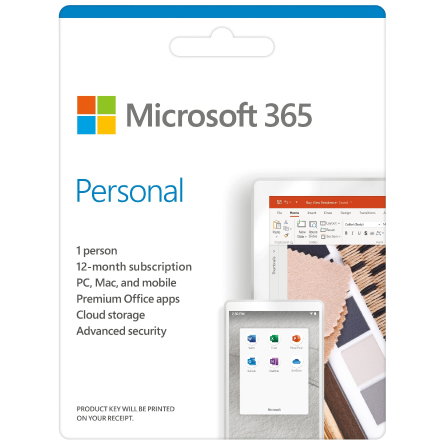 Microsoft 365
Personal
1 person
12-month subscription
PC, Mac, and mobile
Premium Office apps
Cloud storage
Advanced security
PRODUCT KEY WILL BE PRINTED
ON YOUR RECEIPT.
Microsoft